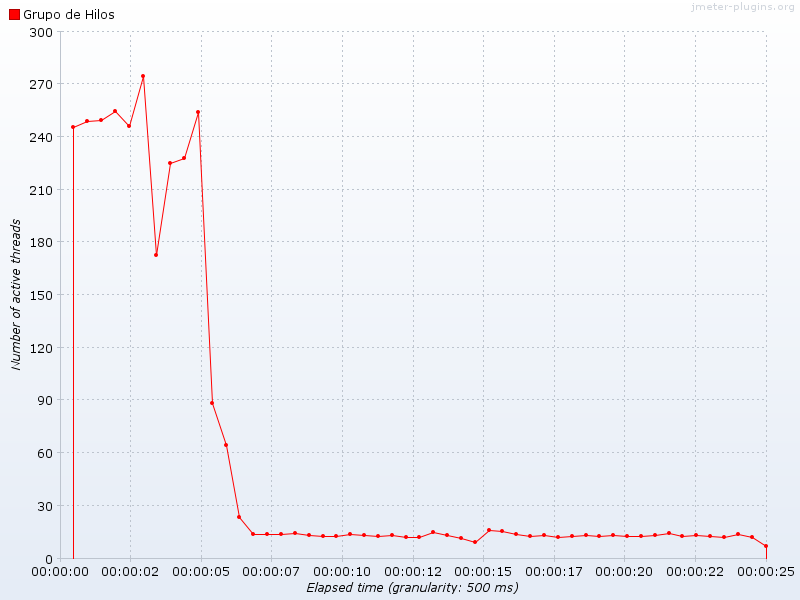 jmeter-plugins.org
Grupo de Hilos
300
270
240
210
180
150
120
90
60
30
0
Number of active threads
00:00:00 00:00:02 00:00:05 00:00:07 00:00:10 00:00:12 00:00:15 00:00:17 00:00:20 00:00:22 00:00:25
Elapsed time (granularity: 500 ms)